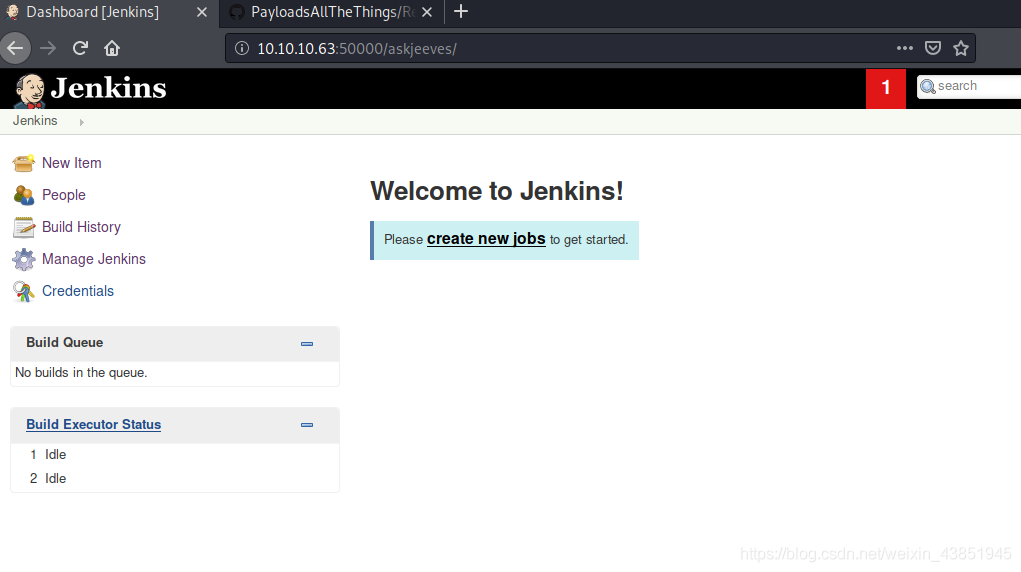 Dashboard [Jenkins]
PayloadsAllTheThings/Re
10.10.10.63:50000/askjeeves/
Jenkins
1
search
Jenkins
New Item
People
Build History
Manage Jenkins
Credentials
Welcome to Jenkins!
Please create new jobs to get started.
Build Queue
No builds in the queue.
Build Executor Status
1 Idle
2 Idle
https://blog.csdn.net/weixin_43851945